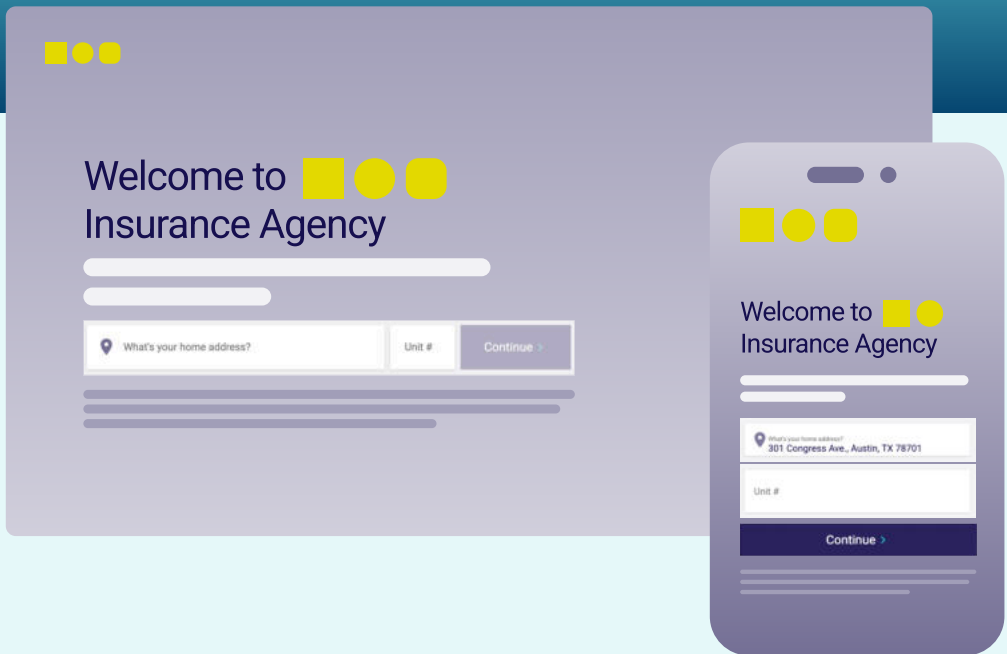 Welcome to
Insurance Agency
What's your home address?
Unit #
Continue >
Welcome to
Insurance Agency
What's your home address?
301 Congress Ave., Austin, TX 78701
Unit #
Continue >